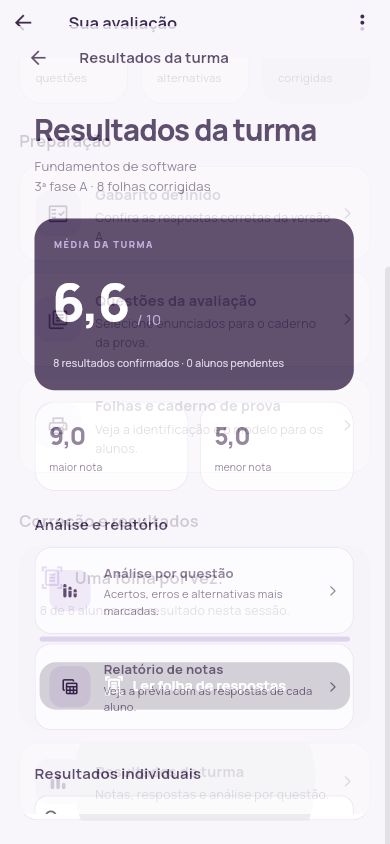 Sua avaliação
Resultados da turma
questões
alternativas
corrigidas
Resultados da turma
Preparação
Fundamentos de software
3ª fase A · 8 folhas corrigidas
Gabarito definido
Confira as respostas corretas da versão
A.
MÉDIA DA TURMA
6,6 / 10
8 resultados confirmados · 0 alunos pendentes
Questões da avaliação
Selecione enunciados para o caderno
da prova.
Folhas e caderno de prova
Veja a identificação e o modelo para os
alunos.
9,0
maior nota
5,0
menor nota
Correção e resultados
Análise e relatório
Uma folha por vez.
8 de 8 alunos com resultado nesta sessão.
Análise por questão
Acertos, erros e alternativas mais
marcadas.
Ler folha de respostas
Relatório de notas
Veja a prévia com as respostas de cada
aluno.
Resultados da turma
Notas, respostas e análise por questão.
Resultados individuais